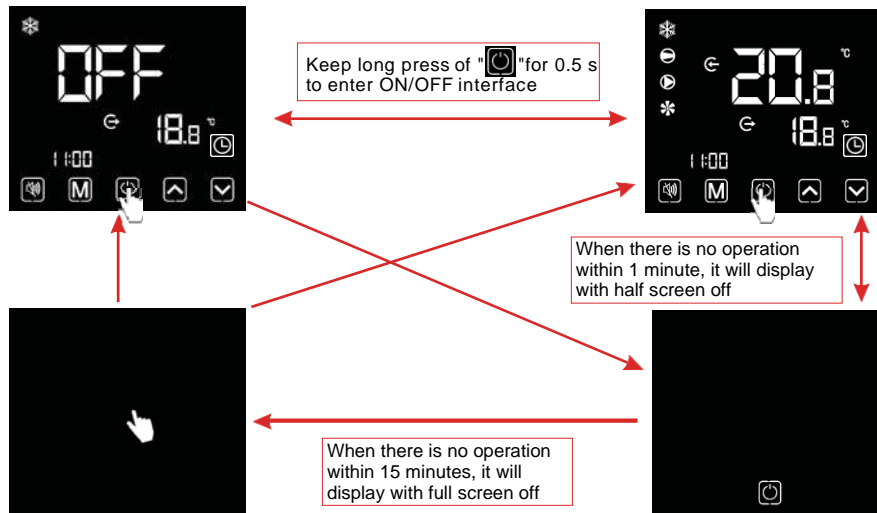 OFF
18.8 °C
11:00
M
Keep long press of " "for 0.5 s
to enter ON/OFF interface
20.8 °C
18.8 °C
11:00
M
When there is no operation
within 1 minute, it will display
with half screen off
When there is no operation
within 15 minutes, it will
display with full screen off